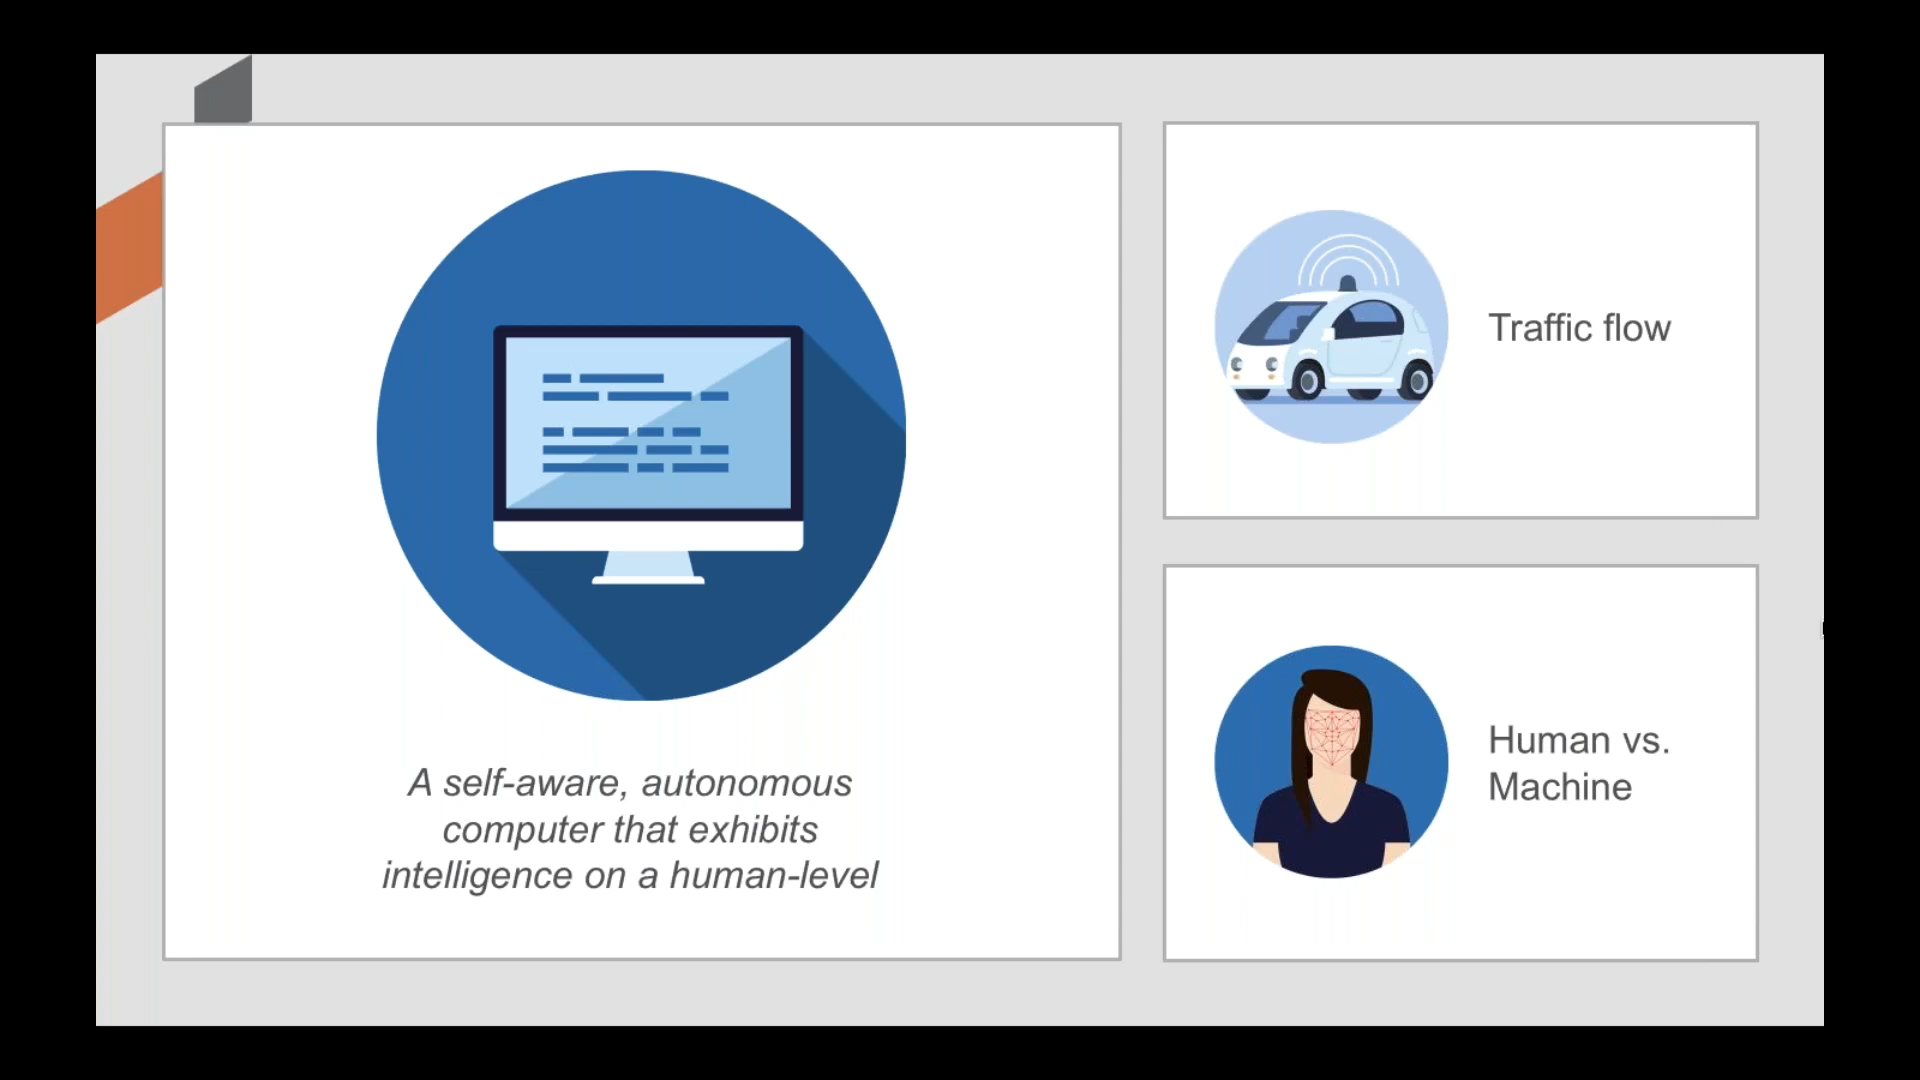 A self-aware, autonomous
computer that exhibits
intelligence on a human-level
Traffic flow
Human vs.
Machine